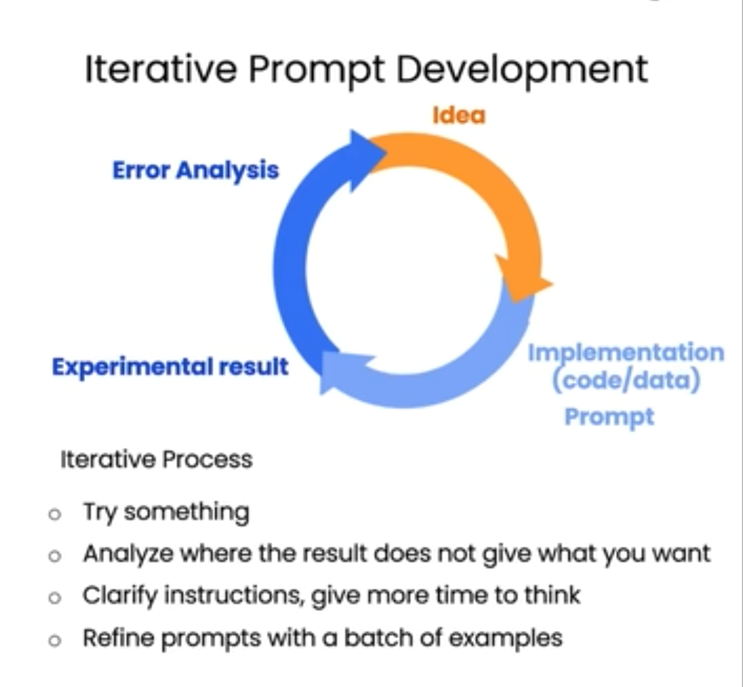 Iterative Prompt Development
Idea
Error Analysis
Experimental result
Implementation
(code/data)
Prompt
Iterative Process
Try something
Analyze where the result does not give what you want
Clarify instructions, give more time to think
Refine prompts with a batch of examples